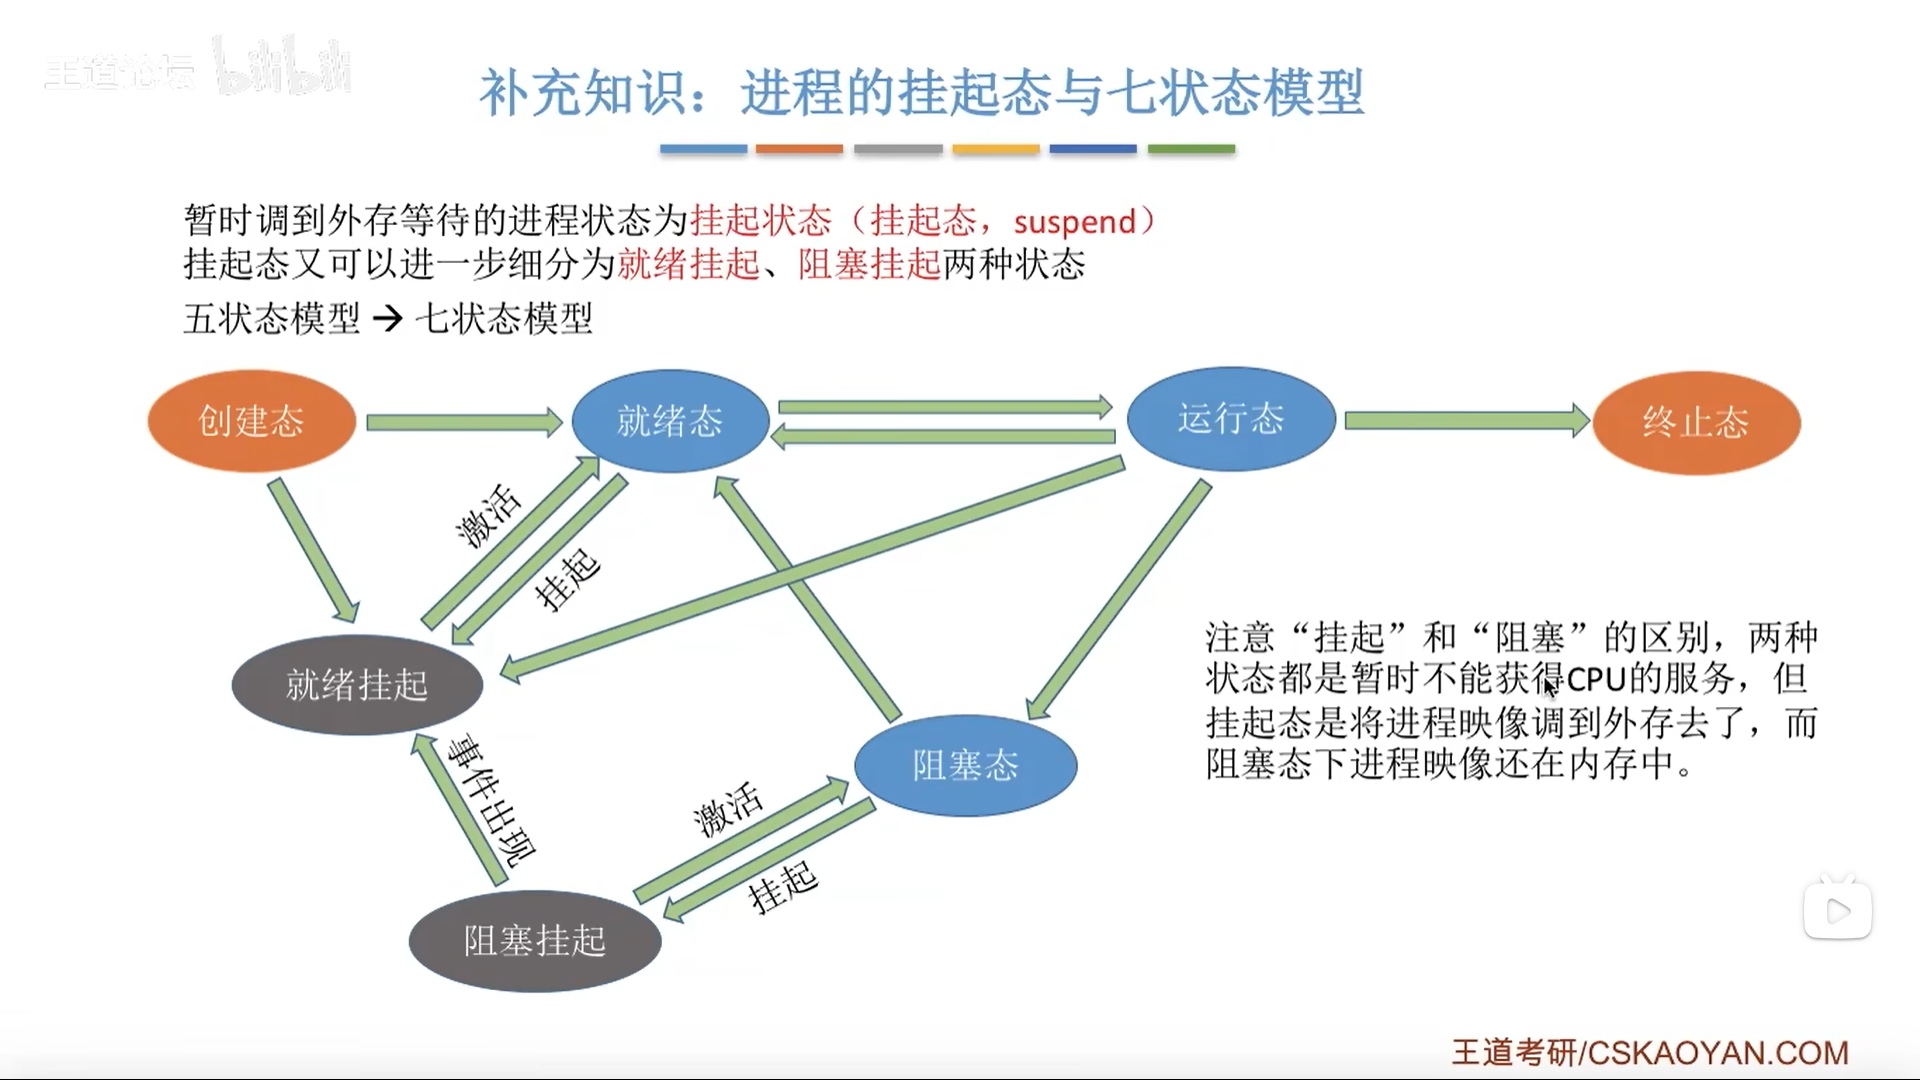 王道论坛 bilibili
补充知识：进程的挂起态与七状态模型
暂时调到外存等待的进程状态为挂起状态（挂起态，suspend）
挂起态又可以进一步细分为就绪挂起、阻塞挂起两种状态
五状态模型→七状态模型
创建态
就绪态
运行态
终止态
激活
挂起
就绪挂起
注意“挂起”和“阻塞”的区别，两种
状态都是暂时不能获得CPU的服务，但
挂起态是将进程映像调到外存去了，而
阻塞态下进程映像还在内存中。
事件出现
阻塞态
激活
挂起
阻塞挂起
王道考研/CSKAOYAN.COM